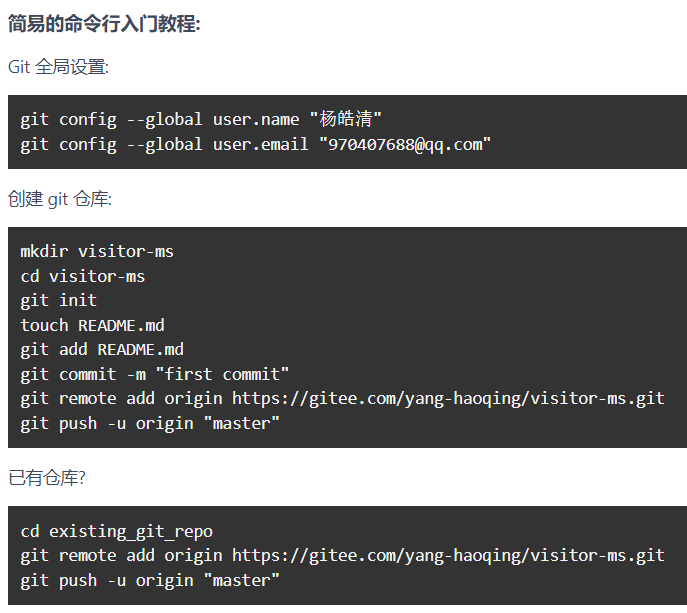 简易的命令行入门教程:
Git 全局设置:
git config --global user.name "杨皓清"
git config --global user.email "970407688@qq.com"
创建 git 仓库:
mkdir visitor-ms
cd visitor-ms
git init
touch README.md
git add README.md
git commit -m "first commit"
git remote add origin https://gitee.com/yang-haoqing/visitor-ms.git
git push -u origin "master"
已有仓库?
cd existing_git_repo
git remote add origin https://gitee.com/yang-haoqing/visitor-ms.git
git push -u origin "master"